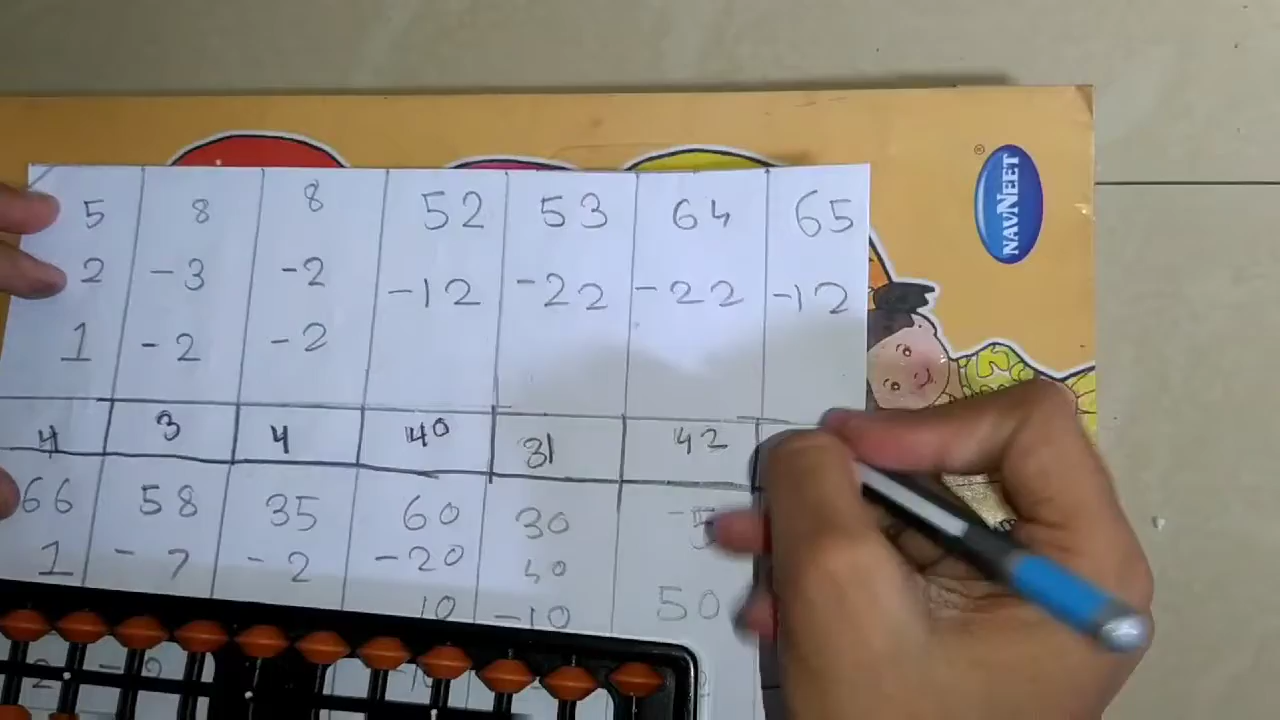 NAVNEET
5 8 8 52 53 64 65
2 -3 -2 -12 -22 -22 -12
1 -2 -2
4 3 4 40 31 42
66 58 35 60 30 -5
1 -7 -2 -20 40
10 -10 50